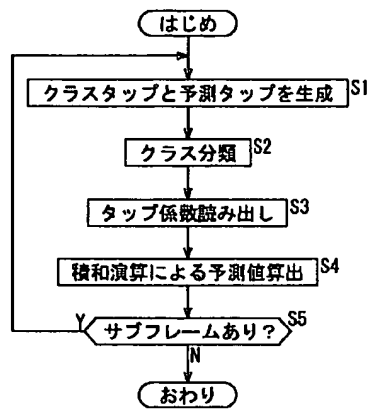 はじめ
クラスタップと予測タップを生成 S1
クラス分類 S2
タップ係数読み出し S3
積和演算による予測値算出 S4
サブフレームあり? S5
Y
N
おわり